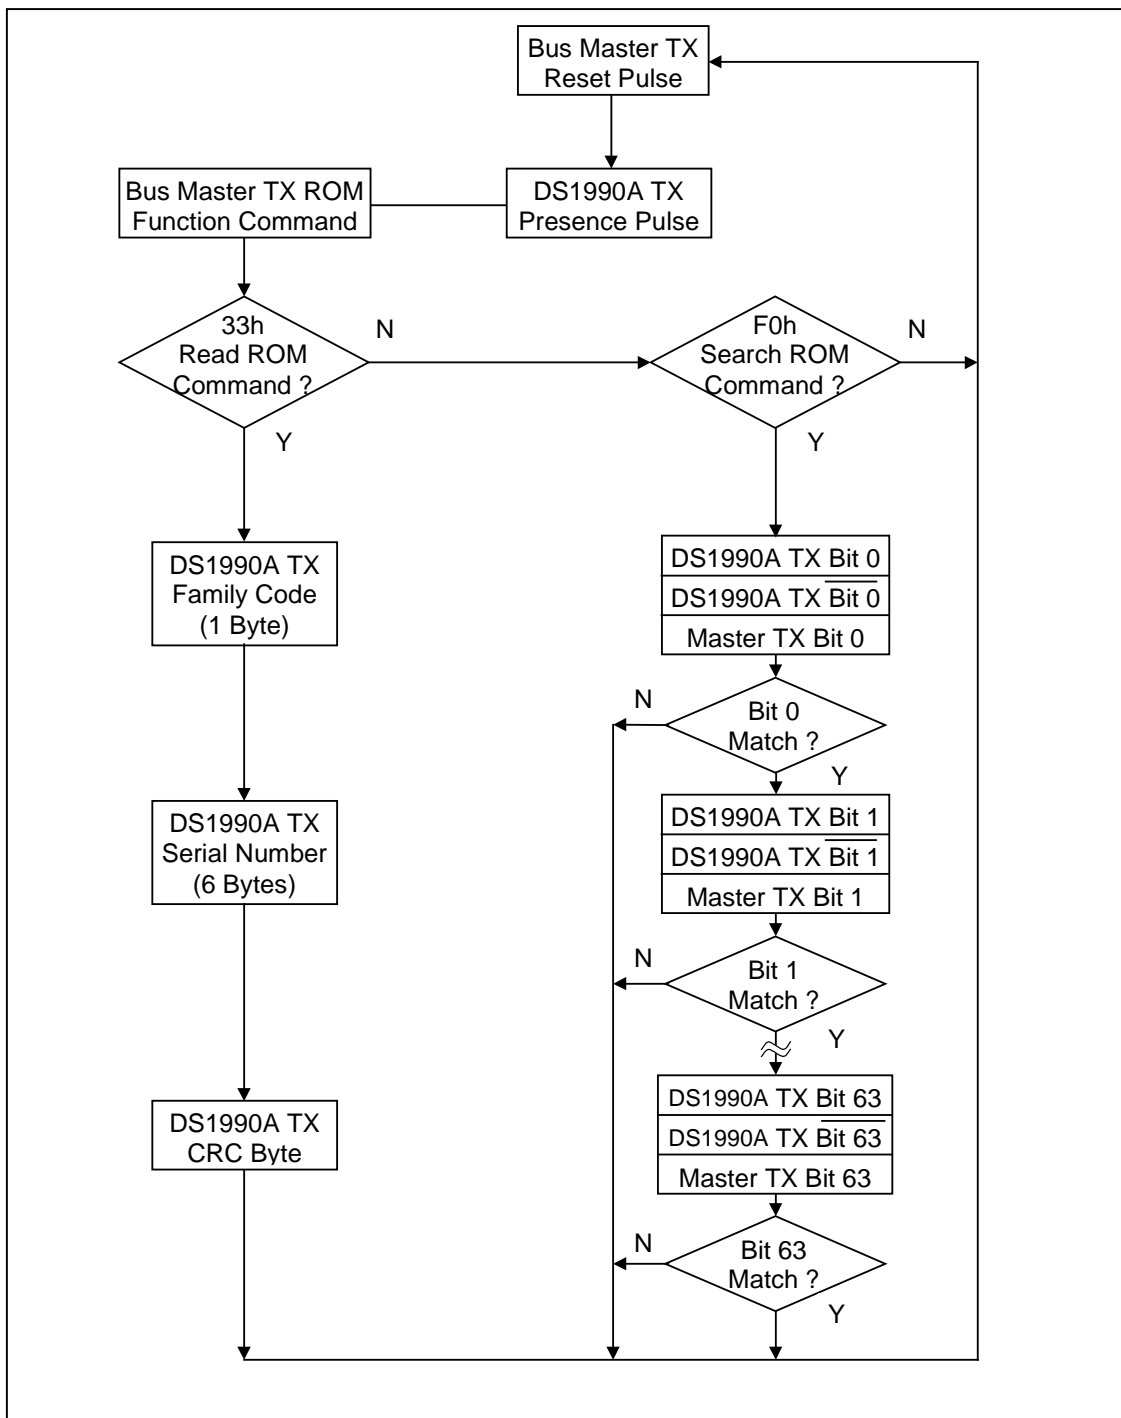 Bus Master TX
Reset Pulse
Bus Master TX ROM
Function Command
DS1990A TX
Presence Pulse
33h
Read ROM
Command ?
N
Y
F0h
Search ROM
Command ?
N
Y
DS1990A TX
Family Code
(1 Byte)
DS1990A TX
Serial Number
(6 Bytes)
DS1990A TX
CRC Byte
DS1990A TX Bit 0
DS1990A TX B̅i̅t̅ ̅0̅
Master TX Bit 0
Bit 0
Match ?
N
Y
DS1990A TX Bit 1
DS1990A TX B̅i̅t̅ ̅1̅
Master TX Bit 1
Bit 1
Match ?
N
Y
DS1990A TX Bit 63
DS1990A TX B̅i̅t̅ ̅6̅3̅
Master TX Bit 63
Bit 63
Match ?
N
Y